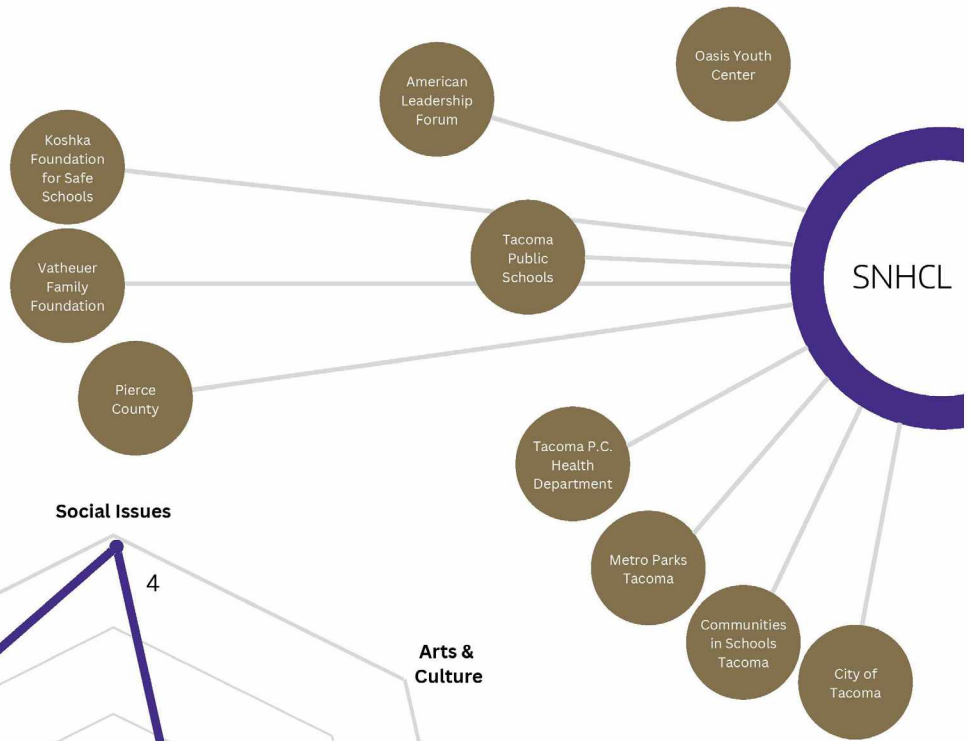 Oasis Youth
Center
American
Leadership
Forum
Koshka
Foundation
for Safe
Schools
Tacoma
Public
Schools
SNHCL
Vatheuer
Family
Foundation
Pierce
County
Tacoma P.C.
Health
Department
Metro Parks
Tacoma
Communities
in Schools
Tacoma
City of
Tacoma
Social Issues
4
Arts &
Culture